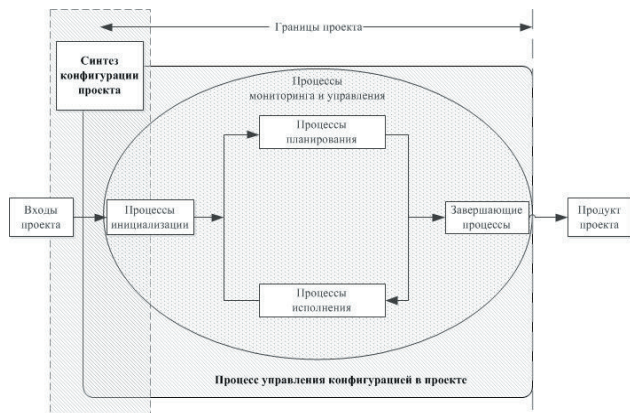 Границы проекта
Синтез
конфигурации
проекта
Процессы
мониторинга и управления
Процессы
планирования
Входы
проекта
Процессы
инициализации
Завершающие
процессы
Продукт
проекта
Процессы
исполнения
Процесс управления конфигурацией в проекте